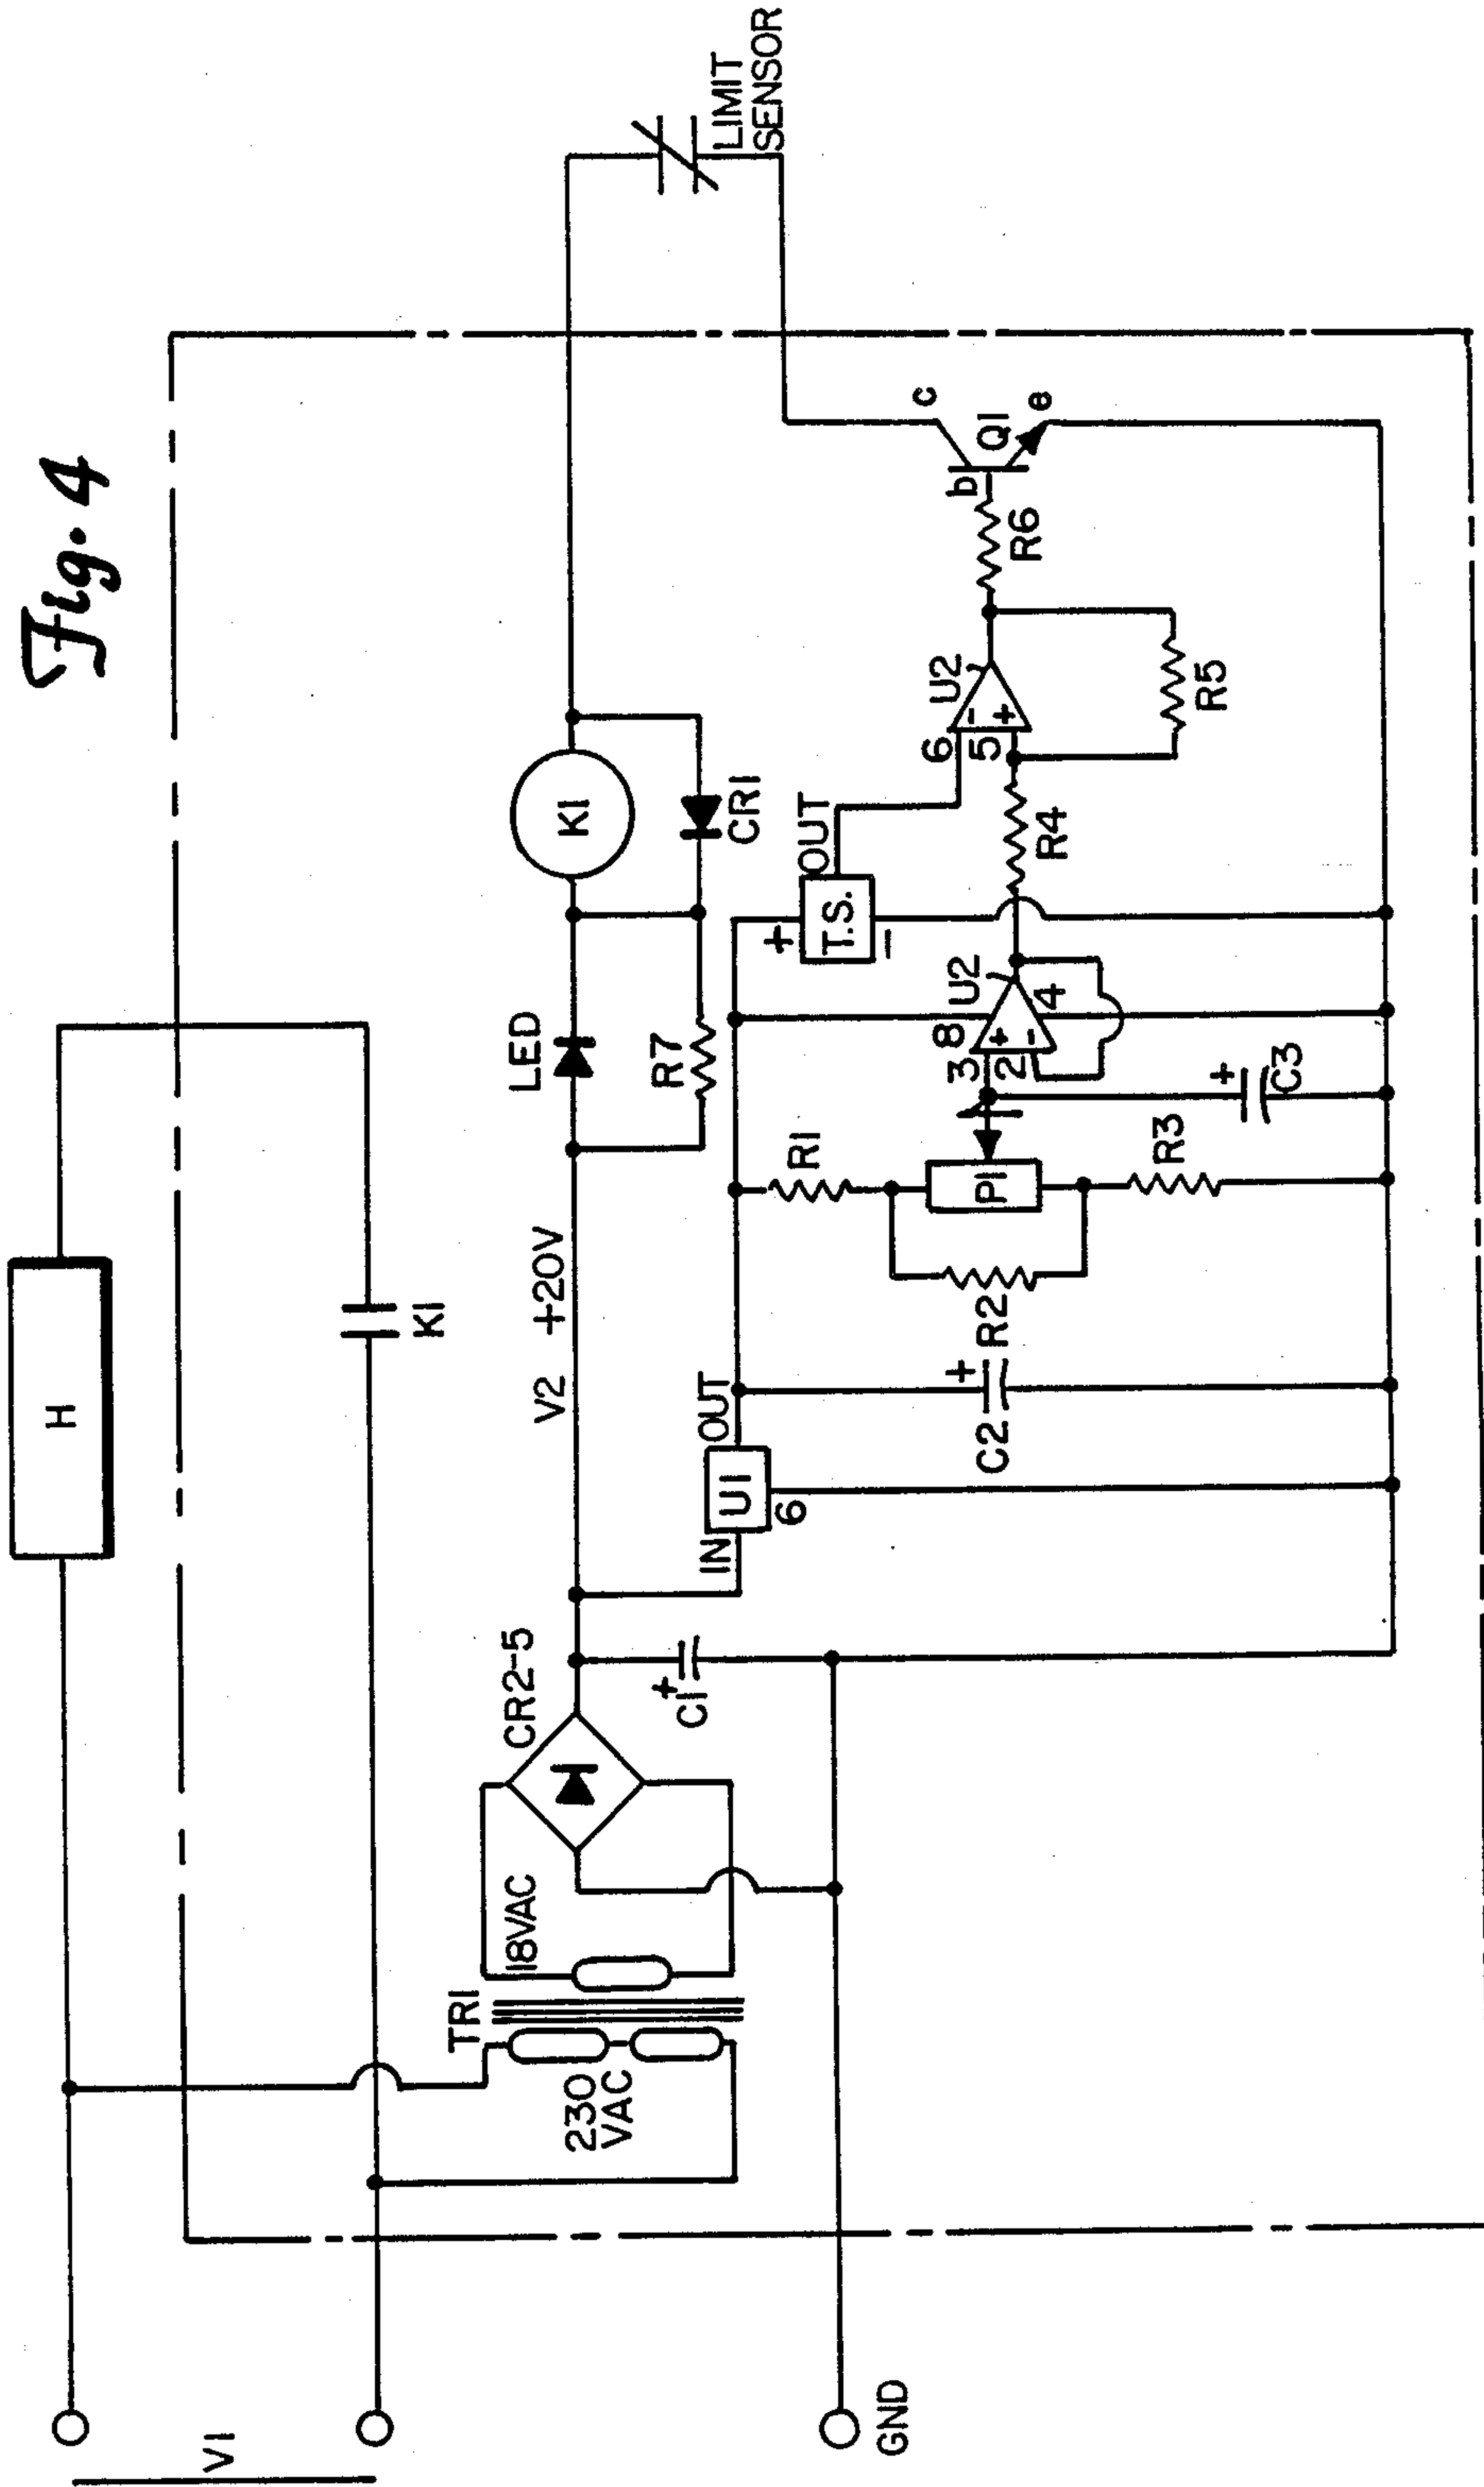 Fig. 4
H
K1
V1
TR1
230
VAC
18VAC
CR2-5
V2 +20V
LED
K1
R7
CR1
LIMIT
SENSOR
C1
+
IN
U1
OUT
6
C2
+
R2
R1
P1
R3
+
C3
3
2
8
+
-
4
U2
+
T.S.
-
OUT
R4
6
5
-
+
U2
R5
R6
b
c
Q1
e
GND